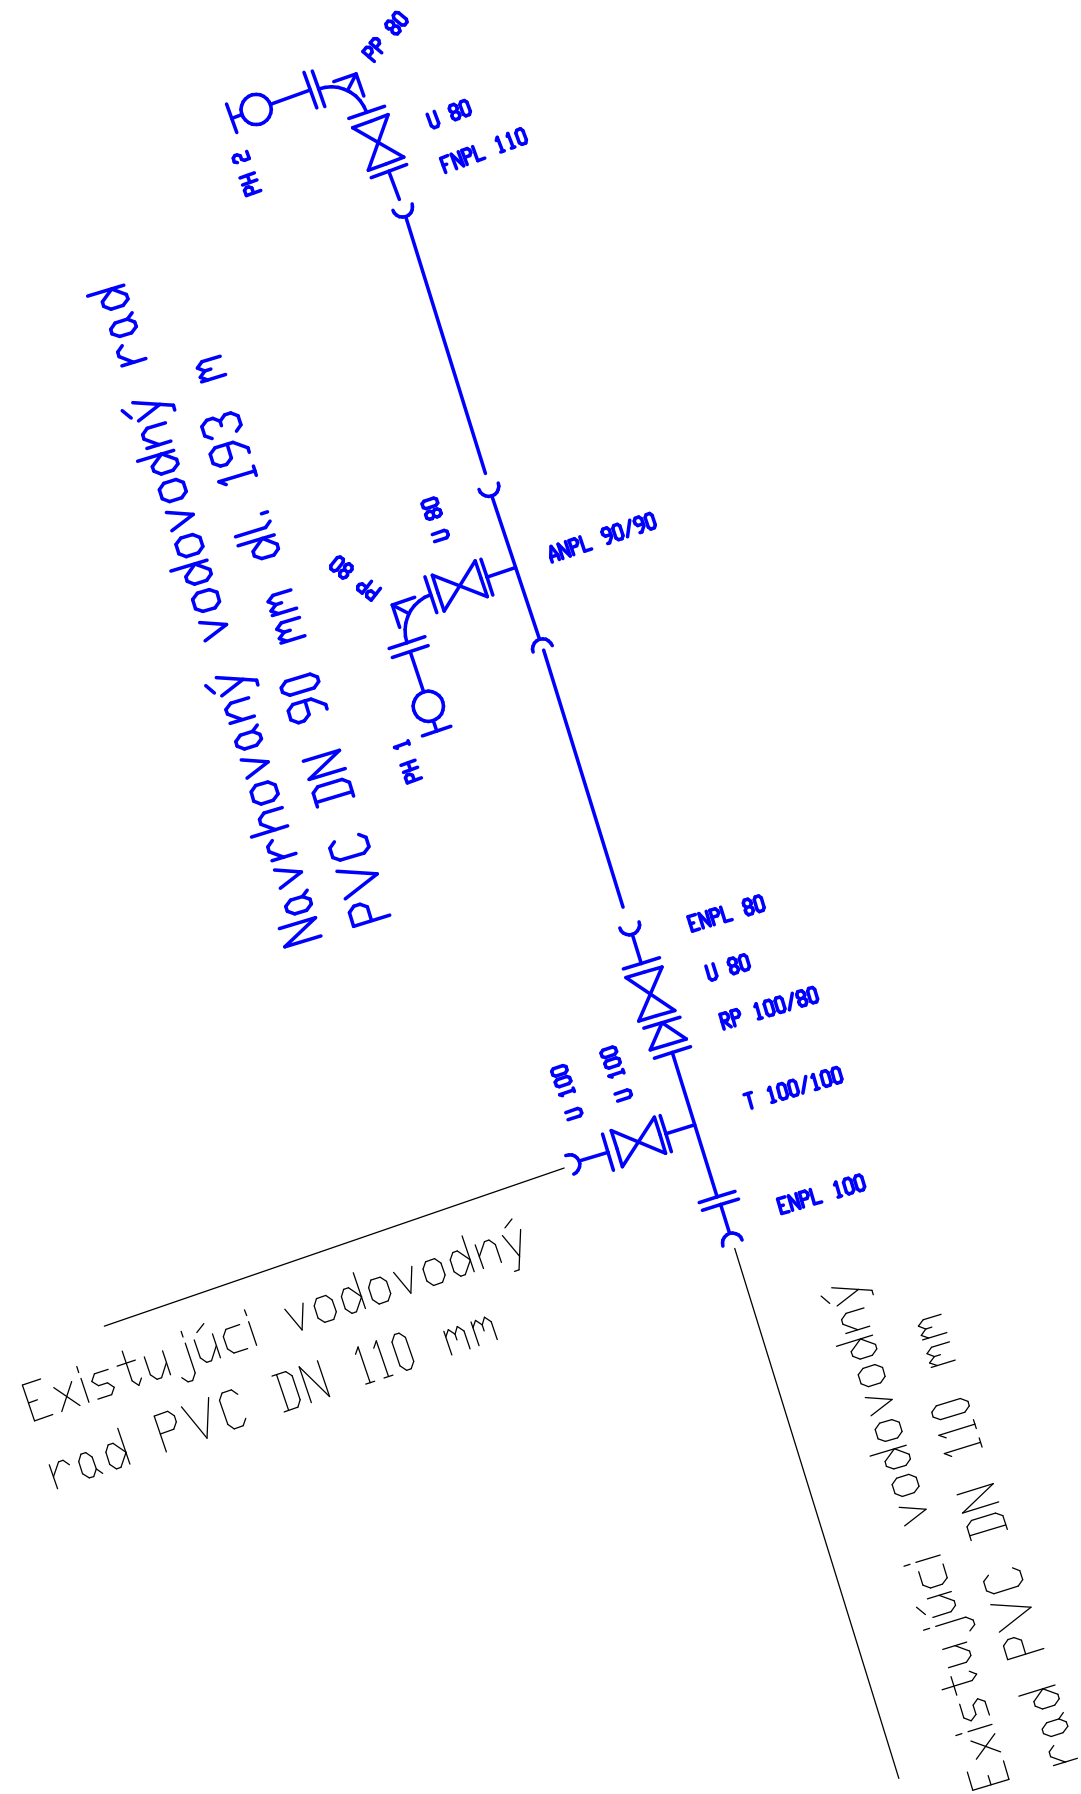 PP 80
U 80
FNPL 110
PH 2
Navrhovaný vodovodný rad
PVC DN 90 mm dl. 193 m
U 80
PP 80
ANPL 90/90
PH 1
ENPL 80
U 80
RP 100/80
U 100
U 100
T 100/100
ENPL 100
Existujúci vodovodný
rad PVC DN 110 mm
Existujúci vodovodný
rad PVC DN 110 mm